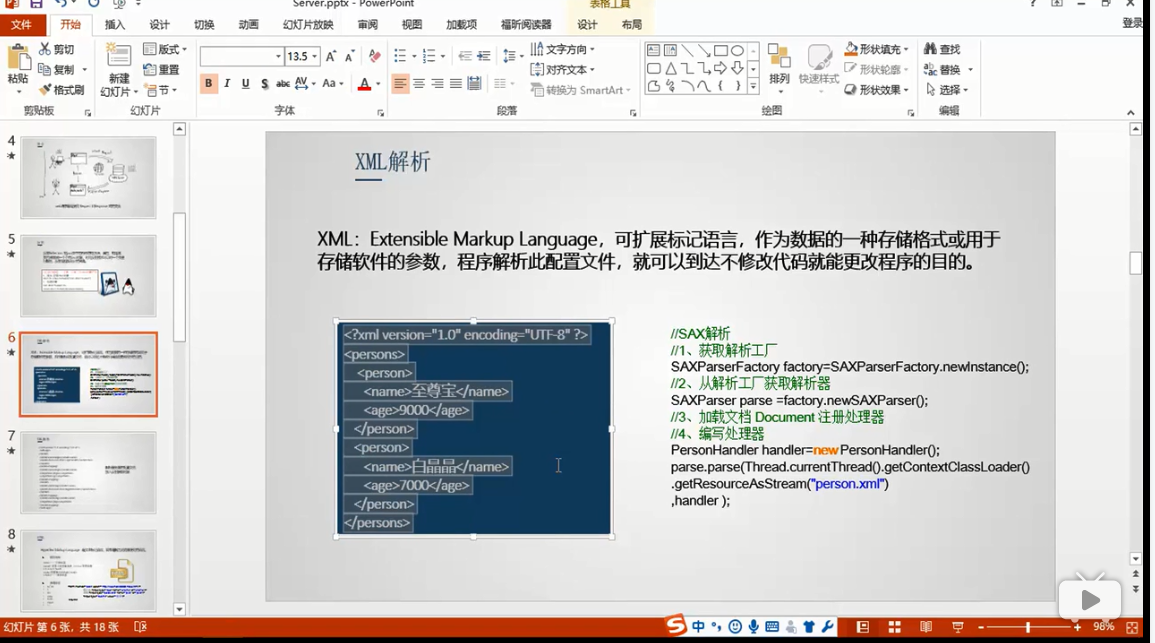 Server.pptx - PowerPoint
表格工具
文件 开始 插入 设计 切换 动画 幻灯片放映 审阅 视图 加载项 福昕阅读器 设计 布局 登录
粘贴
剪切
复制
格式刷
剪贴板
新建
幻灯片
版式
重置
节
幻灯片
13.5
B I U S abc AV Aa A
字体
文字方向
对齐文本
转换为 SmartArt
段落
排列
快速样式
形状填充
形状轮廓
形状效果
绘图
查找
替换
选择
编辑
4
5
6
7
8
XML解析
XML：Extensible Markup Language，可扩展标记语言，作为数据的一种存储格式或用于
存储软件的参数，程序解析此配置文件，就可以到达不修改代码就能更改程序的目的。
<?xml version="1.0" encoding="UTF-8" ?>
<persons>
<person>
<name>至尊宝</name>
<age>9000</age>
</person>
<person>
<name>白晶晶</name>
<age>7000</age>
</person>
</persons>
//SAX解析
//1、获取解析工厂
SAXParserFactory factory=SAXParserFactory.newInstance();
//2、从解析工厂获取解析器
SAXParser parse =factory.newSAXParser();
//3、加载文档 Document 注册处理器
//4、编写处理器
PersonHandler handler=new PersonHandler();
parse.parse(Thread.currentThread().getContextClassLoader()
.getResourceAsStream("person.xml")
,handler );
幻灯片 第 6 张，共 18 张
中
98%